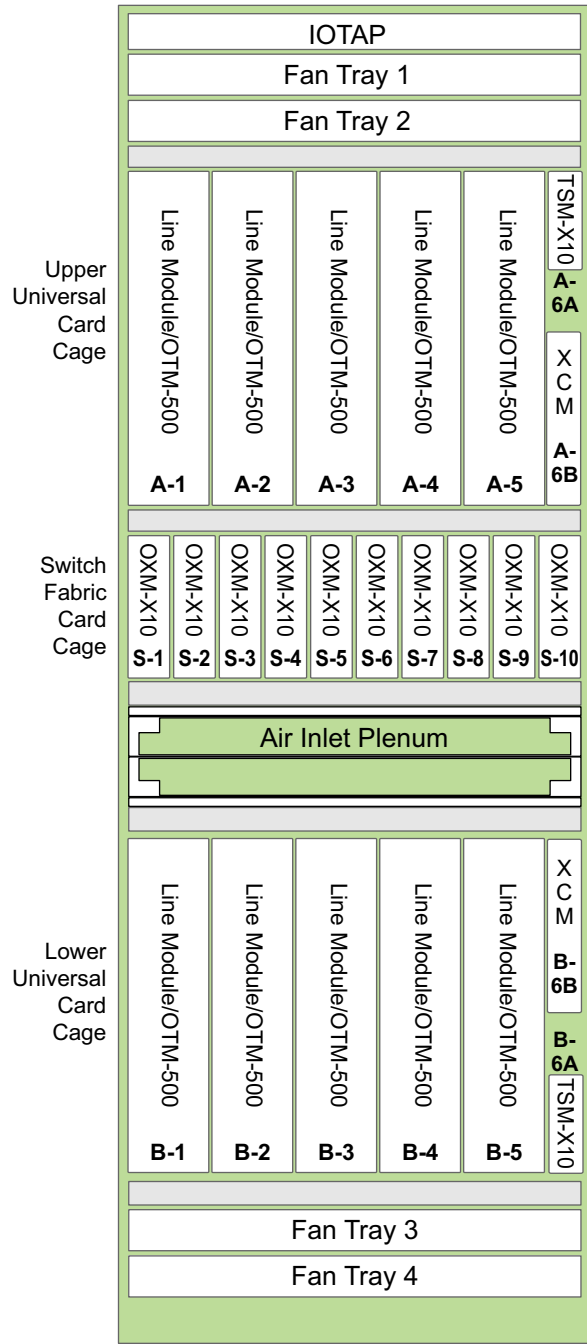 IOTAP
Fan Tray 1
Fan Tray 2
Upper
Universal
Card
Cage
Line Module/OTM-500
A-1
Line Module/OTM-500
A-2
Line Module/OTM-500
A-3
Line Module/OTM-500
A-4
Line Module/OTM-500
A-5
TSM-X10
A-
6A
X
C
M
A-
6B
Switch
Fabric
Card
Cage
OXM-X10
S-1
OXM-X10
S-2
OXM-X10
S-3
OXM-X10
S-4
OXM-X10
S-5
OXM-X10
S-6
OXM-X10
S-7
OXM-X10
S-8
OXM-X10
S-9
OXM-X10
S-10
Air Inlet Plenum
Lower
Universal
Card
Cage
Line Module/OTM-500
B-1
Line Module/OTM-500
B-2
Line Module/OTM-500
B-3
Line Module/OTM-500
B-4
Line Module/OTM-500
B-5
X
C
M
B-
6B
B-
6A
TSM-X10
Fan Tray 3
Fan Tray 4